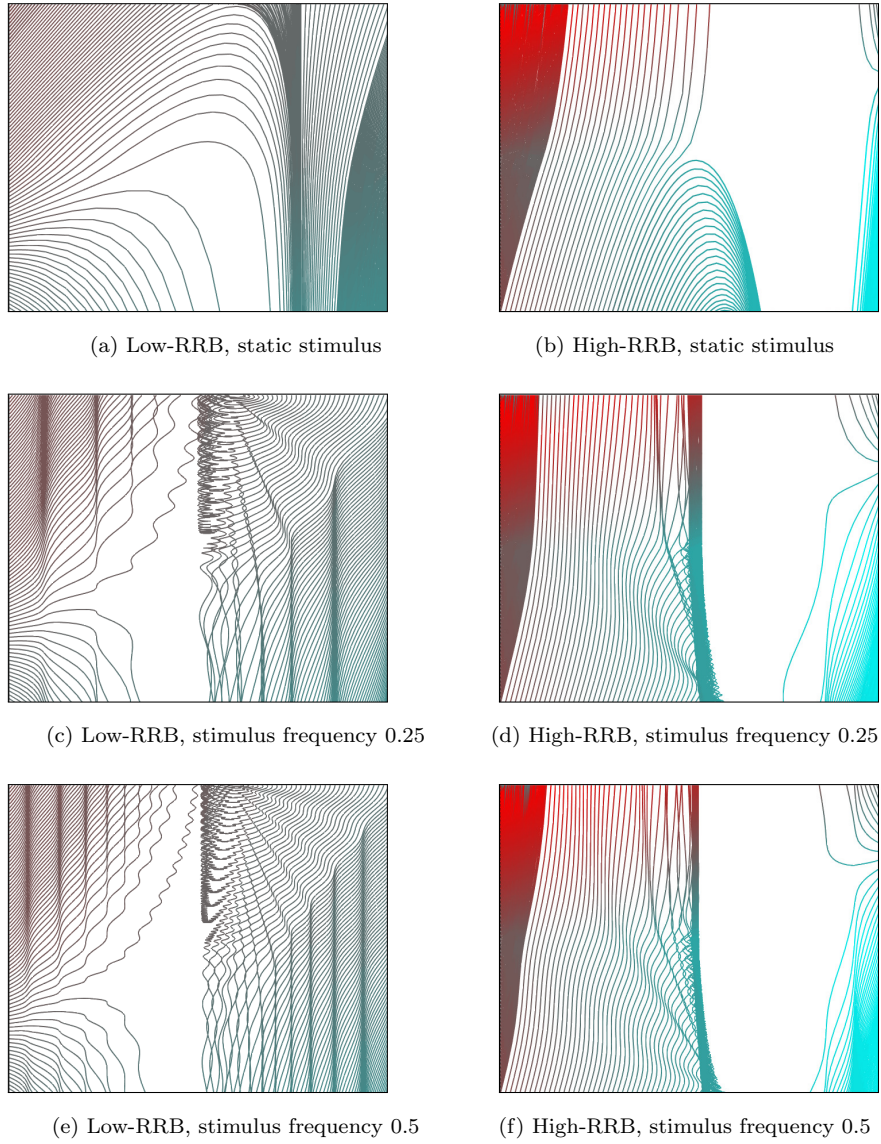 (a) Low-RRB, static stimulus
(b) High-RRB, static stimulus
(c) Low-RRB, stimulus frequency 0.25
(d) High-RRB, stimulus frequency 0.25
(e) Low-RRB, stimulus frequency 0.5
(f) High-RRB, stimulus frequency 0.5